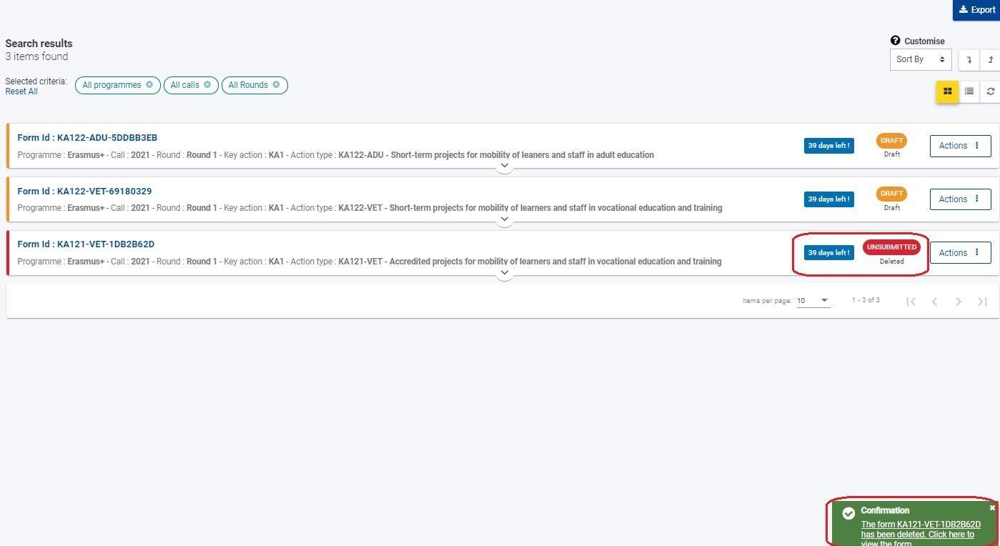 Export
Search results
3 items found
Customise
Sort By
Selected criteria:
Reset All
All programmes
All calls
All Rounds
Form Id : KA122-ADU-5DDBB3EB
Programme : Erasmus+ - Call : 2021 - Round : Round 1 - Key action : KA1 - Action type : KA122-ADU - Short-term projects for mobility of leaners and staff in adult education
39 days left !
DRAFT
Draft
Actions
Form Id : KA122-VET-69180329
Programme : Erasmus+ - Call : 2021 - Round : Round 1 - Key action : KA1 - Action type : KA122-VET - Short-term projects for mobility of learners and staff in vocational education and training
39 days left !
DRAFT
Draft
Actions
Form Id : KA121-VET-1DB2B62D
Programme : Erasmus+ - Call : 2021 - Round : Round 1 - Key action : KA1 - Action type : KA121-VET - Accredited projects for mobility of learners and staff in vocational education and training
39 days left !
UNSUBMITTED
Deleted
Actions
Items per page: 10
1 - 3 of 3
Confirmation
The form KA121-VET-1DB2B62D
has been deleted. Click here to
view the form